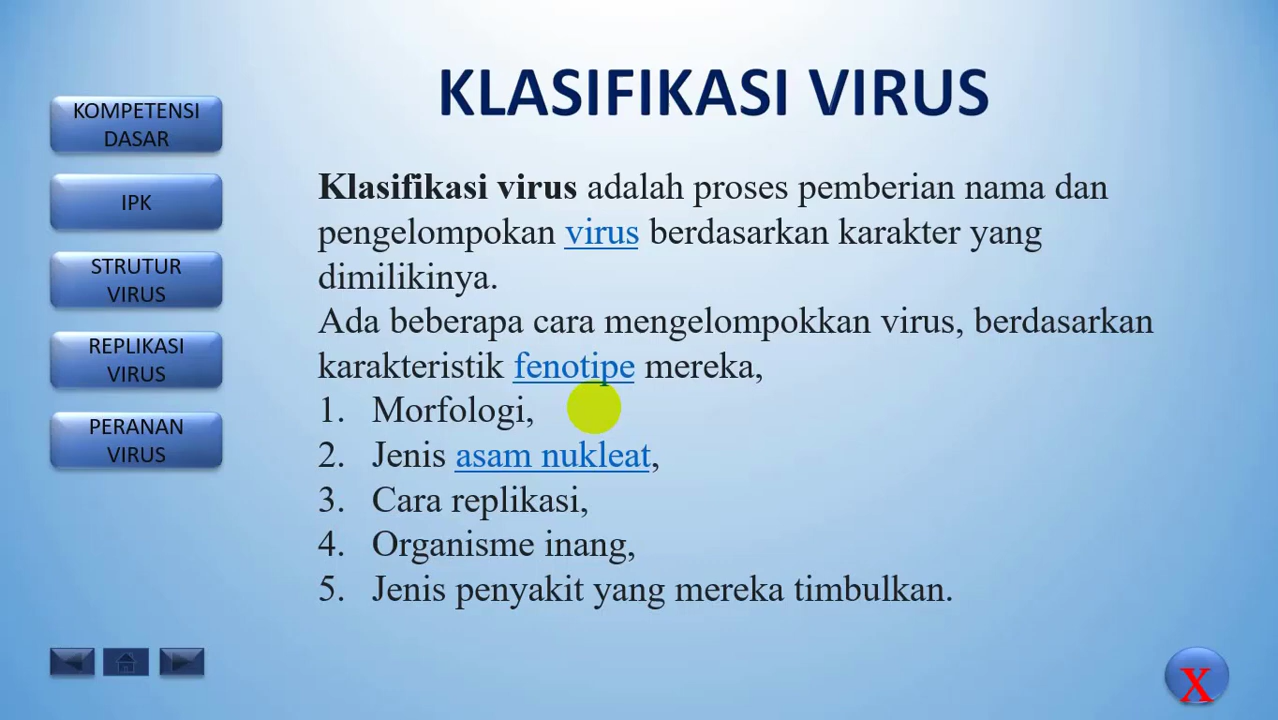 KLASIFIKASI VIRUS
KOMPETENSI
DASAR
IPK
STRUTUR
VIRUS
REPLIKASI
VIRUS
PERANAN
VIRUS
Klasifikasi virus adalah proses pemberian nama dan
pengelompokan virus berdasarkan karakter yang
dimilikinya.
Ada beberapa cara mengelompokkan virus, berdasarkan
karakteristik fenotipe mereka,
1. Morfologi,
2. Jenis asam nukleat,
3. Cara replikasi,
4. Organisme inang,
5. Jenis penyakit yang mereka timbulkan.
X